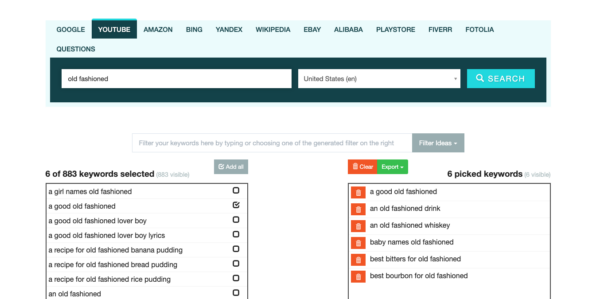 GOOGLE YOUTUBE AMAZON BING YANDEX WIKIPEDIA EBAY ALIBABA PLAYSTORE FIVERR FOTOLIA
QUESTIONS
old fashioned United States (en) SEARCH
Filter your keywords here by typing or choosing one of the generated filter on the right Filter Ideas
Add all
6 of 883 keywords selected (883 visible)
a girl names old fashioned
a good old fashioned
a good old fashioned lover boy
a good old fashioned lover boy lyrics
a recipe for old fashioned banana pudding
a recipe for old fashioned bread pudding
a recipe for old fashioned rice pudding
an old fashioned
Clear Export
6 picked keywords (6 visible)
a good old fashioned
an old fashioned drink
an old fashioned whiskey
baby names old fashioned
best bitters for old fashioned
best bourbon for old fashioned